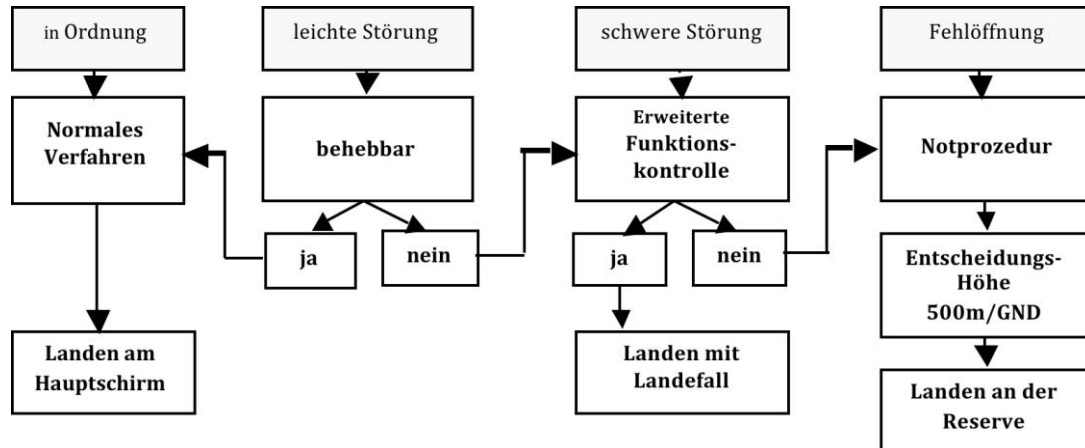 in Ordnung
leichte Störung
schwere Störung
Fehlöffnung
Normales
Verfahren
behebbar
Erweiterte
Funktions-
kontrolle
Notprozedur
ja
nein
ja
nein
Entscheidungs-
Höhe
500m/GND
Landen am
Hauptschirm
Landen mit
Landefall
Landen an der
Reserve